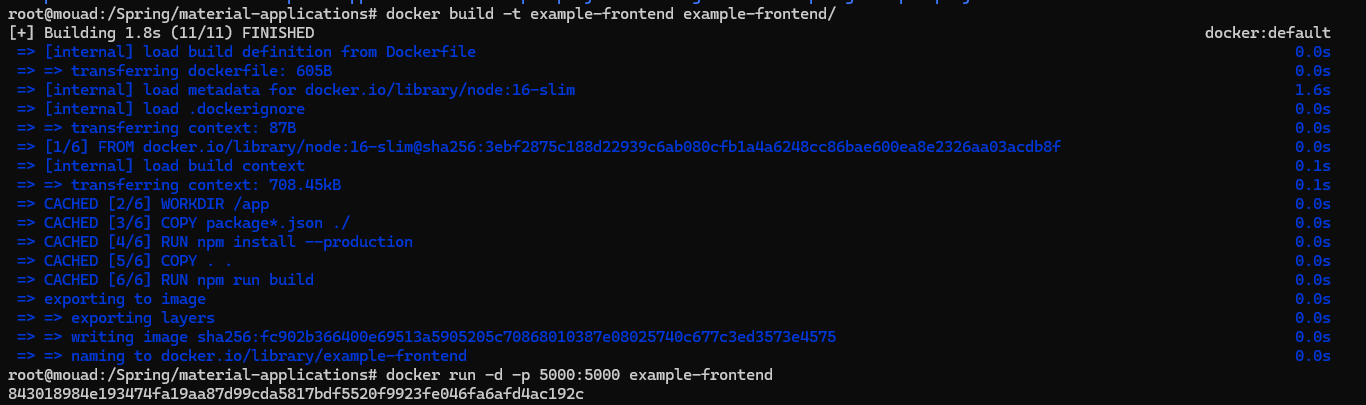 root@mouad:/Spring/material-applications# docker build -t example-frontend example-frontend/
[+] Building 1.8s (11/11) FINISHED docker:default
=> [internal] load build definition from Dockerfile 0.0s
=> => transferring dockerfile: 605B 0.0s
=> [internal] load metadata for docker.io/library/node:16-slim 1.6s
=> [internal] load .dockerignore 0.0s
=> => transferring context: 87B 0.0s
=> [1/6] FROM docker.io/library/node:16-slim@sha256:3ebf2875c188d22939c6ab080cfb1a4a6248cc86bae600ea8e2326aa03acdb8f 0.0s
=> [internal] load build context 0.1s
=> => transferring context: 708.45kB 0.1s
=> CACHED [2/6] WORKDIR /app 0.0s
=> CACHED [3/6] COPY package*.json ./ 0.0s
=> CACHED [4/6] RUN npm install --production 0.0s
=> CACHED [5/6] COPY . . 0.0s
=> CACHED [6/6] RUN npm run build 0.0s
=> exporting to image 0.0s
=> => exporting layers 0.0s
=> => writing image sha256:fc902b366400e69513a5905205c70868010387e08025740c677c3ed3573e4575 0.0s
=> => naming to docker.io/library/example-frontend 0.0s
root@mouad:/Spring/material-applications# docker run -d -p 5000:5000 example-frontend
843018984e193474fa19aa87d99cda5817bdf5520f9923fe046fa6afd4ac192c